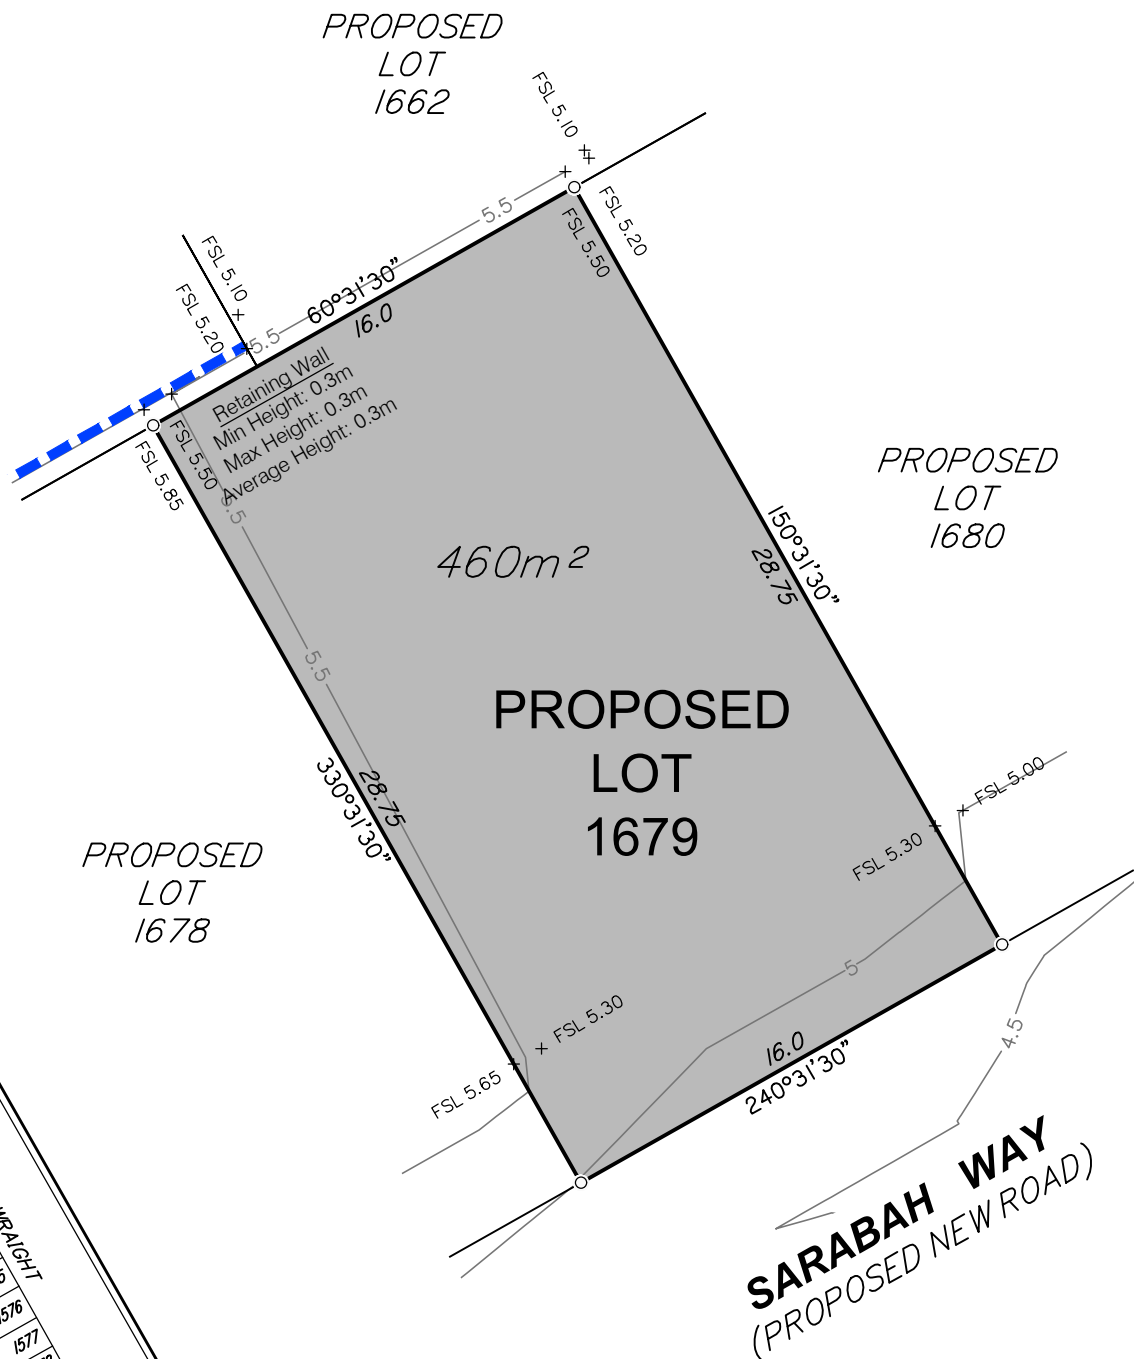 PROPOSED
LOT
1662
FSL 5.10
5.5
FSL 5.20
FSL 5.50
FSL 5.10
FSL 5.20
5.5
60°31'30"
16.0
Retaining Wall
Min Height: 0.3m
Max Height: 0.3m
Average Height: 0.3m
FSL 5.50
FSL 5.85
5.5
460m²
150°31'30"
28.75
PROPOSED
LOT
1680
5.5
PROPOSED
LOT
1679
330°31'30"
28.75
PROPOSED
LOT
1678
FSL 5.00
FSL 5.30
5
FSL 5.30
FSL 5.65
16.0
240°31'30"
4.5
SARABAH WAY
(PROPOSED NEW ROAD)
WRAIGHT
1577